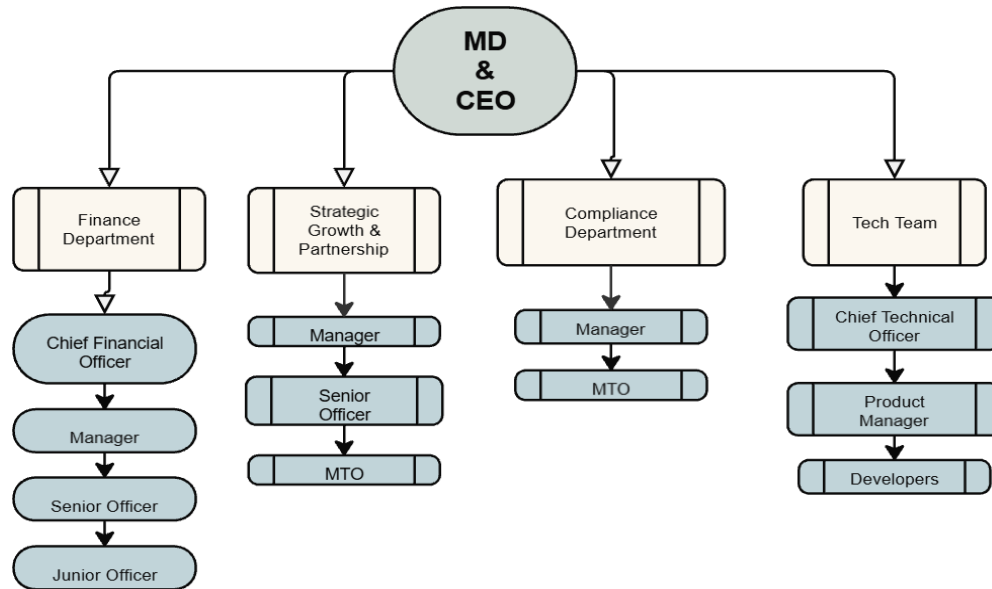 MD
&
CEO
Finance
Department
Strategic
Growth &
Partnership
Compliance
Department
Tech Team
Chief Financial
Officer
Manager
Senior Officer
Junior Officer
Manager
Senior
Officer
MTO
Manager
MTO
Chief Technical
Officer
Product
Manager
Developers